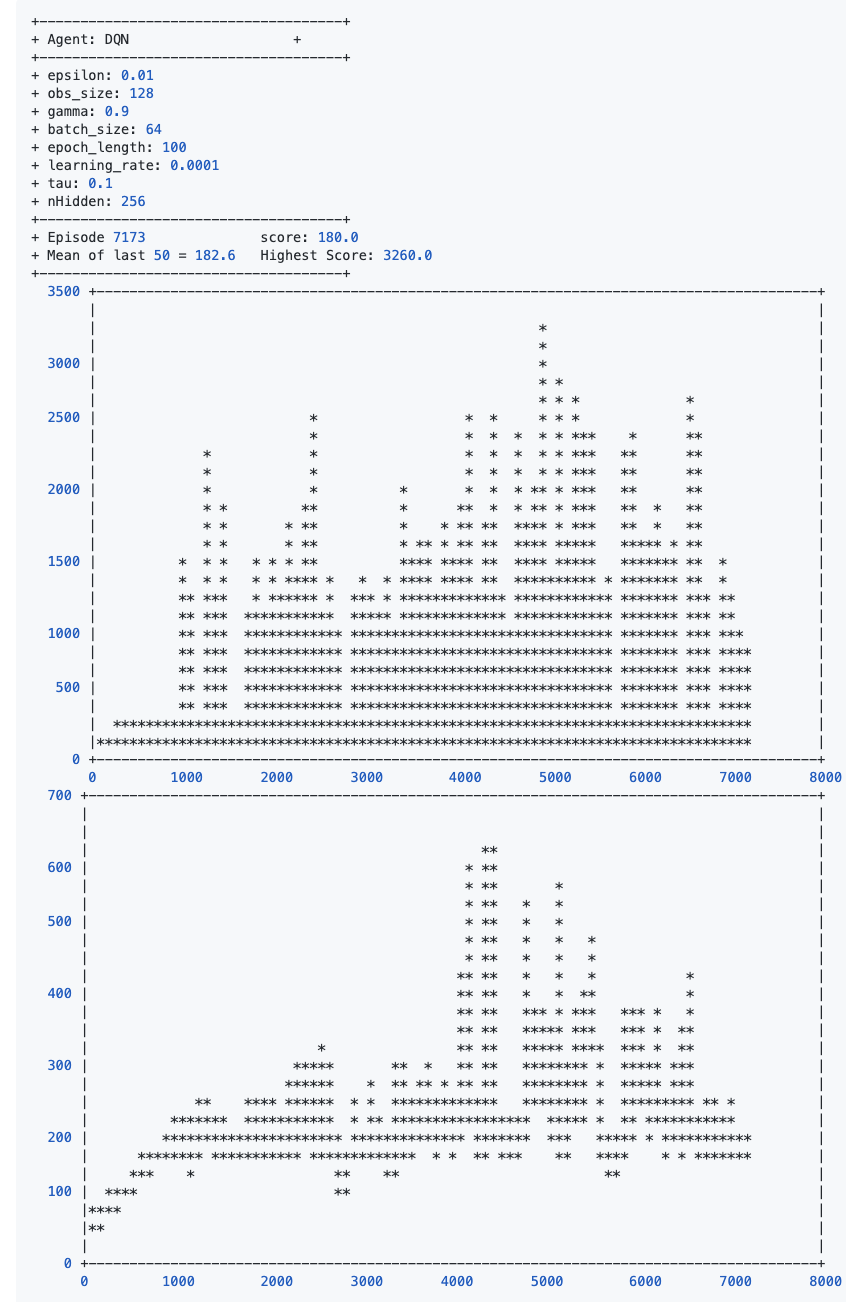 +-------------------------------------+
+ Agent: DQN                    +
+-------------------------------------+
+ epsilon: 0.01
+ obs_size: 128
+ gamma: 0.9
+ batch_size: 64
+ epoch_length: 100
+ learning_rate: 0.0001
+ tau: 0.1
+ nHidden: 256
+-------------------------------------+
+ Episode 7173              score: 180.0
+ Mean of last 50 = 182.6   Highest Score: 3260.0
+-------------------------------------+
3500
3000
2500
2000
1500
1000
500
0
0 1000 2000 3000 4000 5000 6000 7000 8000
700
600
500
400
300
200
100
0
0 1000 2000 3000 4000 5000 6000 7000 8000